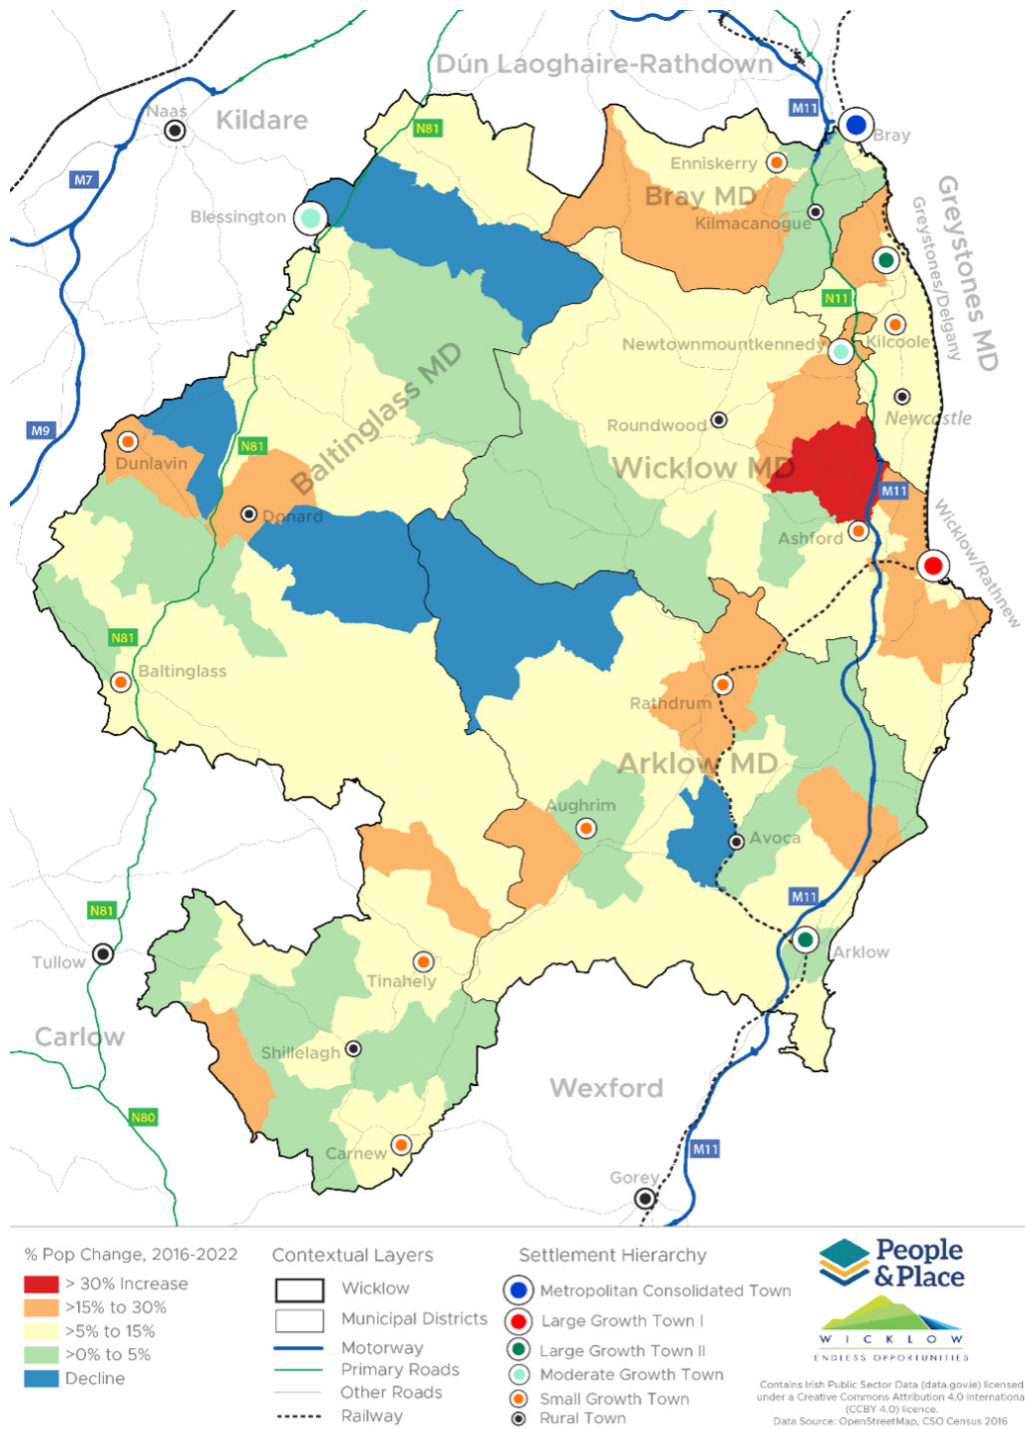 Dún Laoghaire-Rathdown
Naas
Kildare
M11
N81
Bray
Enniskerry
M7
Bray MD
Blessington
Kilmacanogue
Greystones MD
Greystones/Delgany
N11
Newtownmountkennedy
Kilcoole
Baltinglass MD
Newcastle
Roundwood
M9
N81
Dunlavin
Wicklow MD
M11
Donard
Ashford
Wicklow/Rathnew
N81
Baltinglass
Rathdrum
Arklow MD
Aughrim
Avoca
M11
N81
Arklow
Tullow
Tinahely
Carlow
Shillelagh
Wexford
N80
Carnew
M11
Gorey
% Pop Change, 2016-2022
> 30% Increase
>15% to 30%
>5% to 15%
>0% to 5%
Decline
Contextual Layers
Wicklow
Municipal Districts
Motorway
Primary Roads
Other Roads
Railway
Settlement Hierarchy
Metropolitan Consolidated Town
Large Growth Town I
Large Growth Town II
Moderate Growth Town
Small Growth Town
Rural Town
People
&Place
WICKLOW
ENDLESS OPPORTUNITIES
Contains Irish Public Sector Data (data.gov.ie) licensed
under a Creative Commons Attribution 4.0 Internationa
(CCBY 4.0) licence.
Data Source: OpenStreetMap, CSO Census 2016